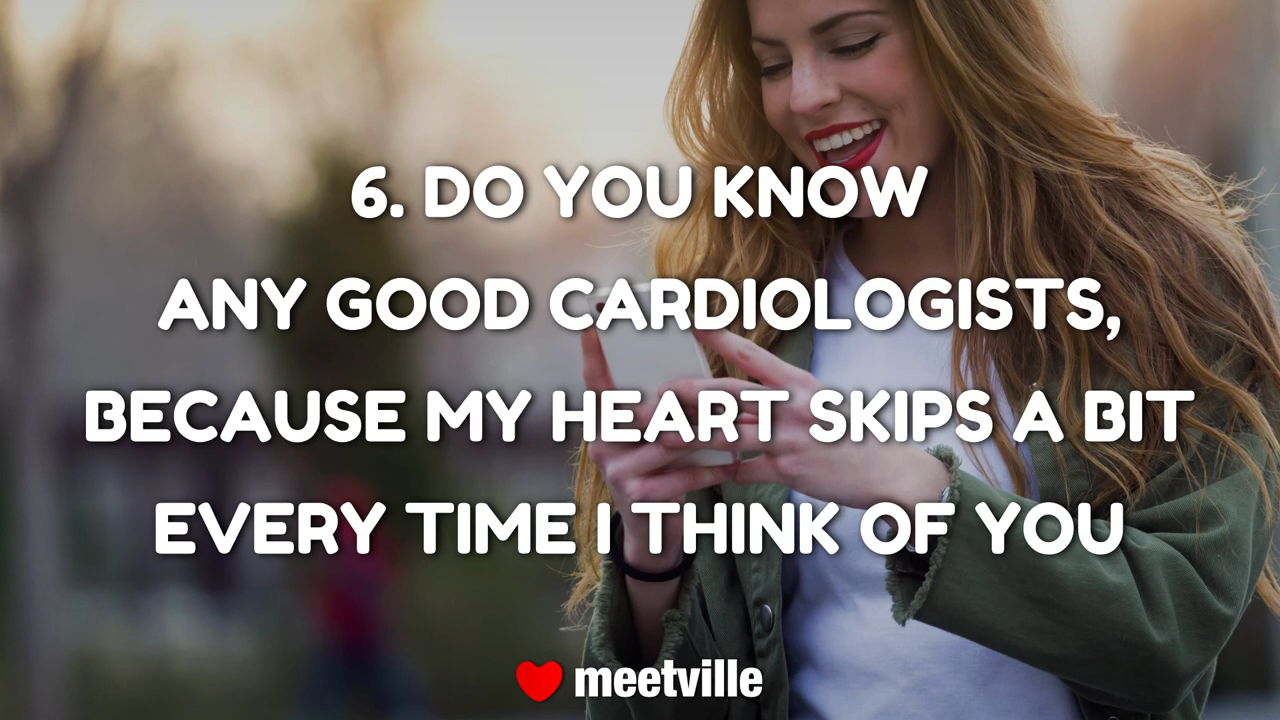 6. DO YOU KNOW
ANY GOOD CARDIOLOGISTS,
BECAUSE MY HEART SKIPS A BIT
EVERY TIME I THINK OF YOU
meetville